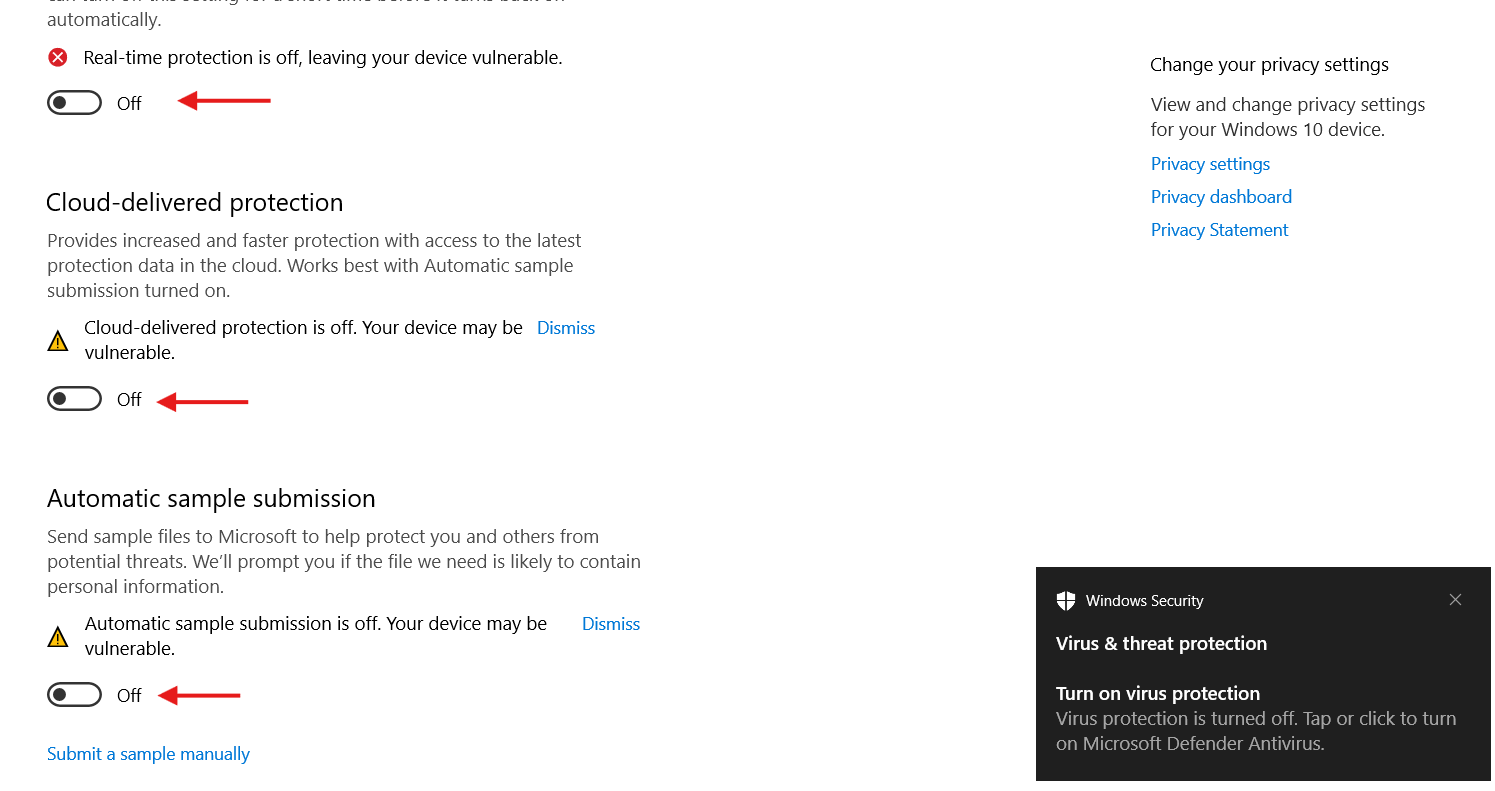 automatically.
Real-time protection is off, leaving your device vulnerable.
Off
Cloud-delivered protection
Provides increased and faster protection with access to the latest
protection data in the cloud. Works best with Automatic sample
submission turned on.
Cloud-delivered protection is off. Your device may be Dismiss
vulnerable.
Off
Automatic sample submission
Send sample files to Microsoft to help protect you and others from
potential threats. We’ll prompt you if the file we need is likely to contain
personal information.
Automatic sample submission is off. Your device may be Dismiss
vulnerable.
Off
Submit a sample manually
Change your privacy settings
View and change privacy settings
for your Windows 10 device.
Privacy settings
Privacy dashboard
Privacy Statement
Windows Security
Virus & threat protection
Turn on virus protection
Virus protection is turned off. Tap or click to turn
on Microsoft Defender Antivirus.